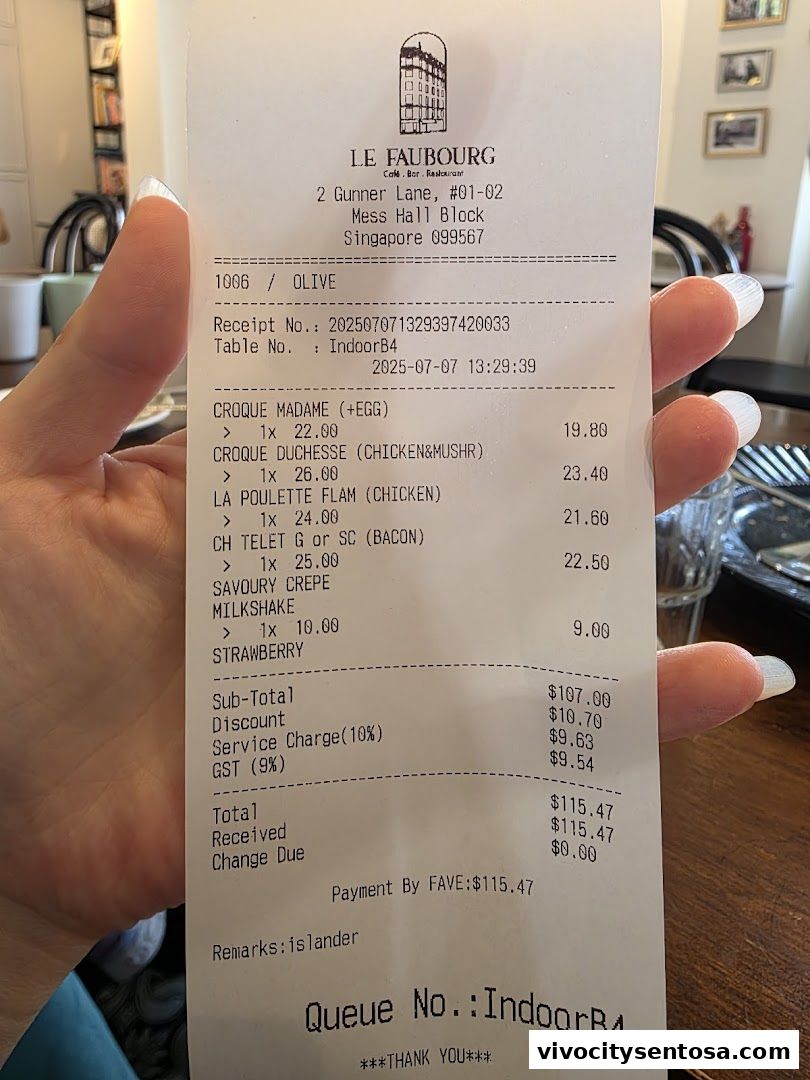 LE FAUBOURG
Café . Bar . Restaurant
2 Gunner Lane, #01-02
Mess Hall Block
Singapore 099567
1006 / OLIVE
Receipt No.: 202507071329397420033
Table No. : IndoorB4
2025-07-07 13:29:39
CROQUE MADAME (+EGG)
> 1x 22.00 19.80
CROQUE DUCHESSE (CHICKEN&MUSHR)
> 1x 26.00 23.40
LA POULETTE FLAM (CHICKEN)
> 1x 24.00 21.60
CH TELET G or SC (BACON)
> 1x 25.00 22.50
SAVOURY CREPE
MILKSHAKE
> 1x 10.00 9.00
STRAWBERRY
Sub-Total $107.00
Discount $10.70
Service Charge(10%) $9.63
GST (9%) $9.54
Total $115.47
Received $115.47
Change Due $0.00
Payment By FAVE:$115.47
Remarks:islander
Queue No.:IndoorB4
***THANK YOU***
vivocitysentosa.com